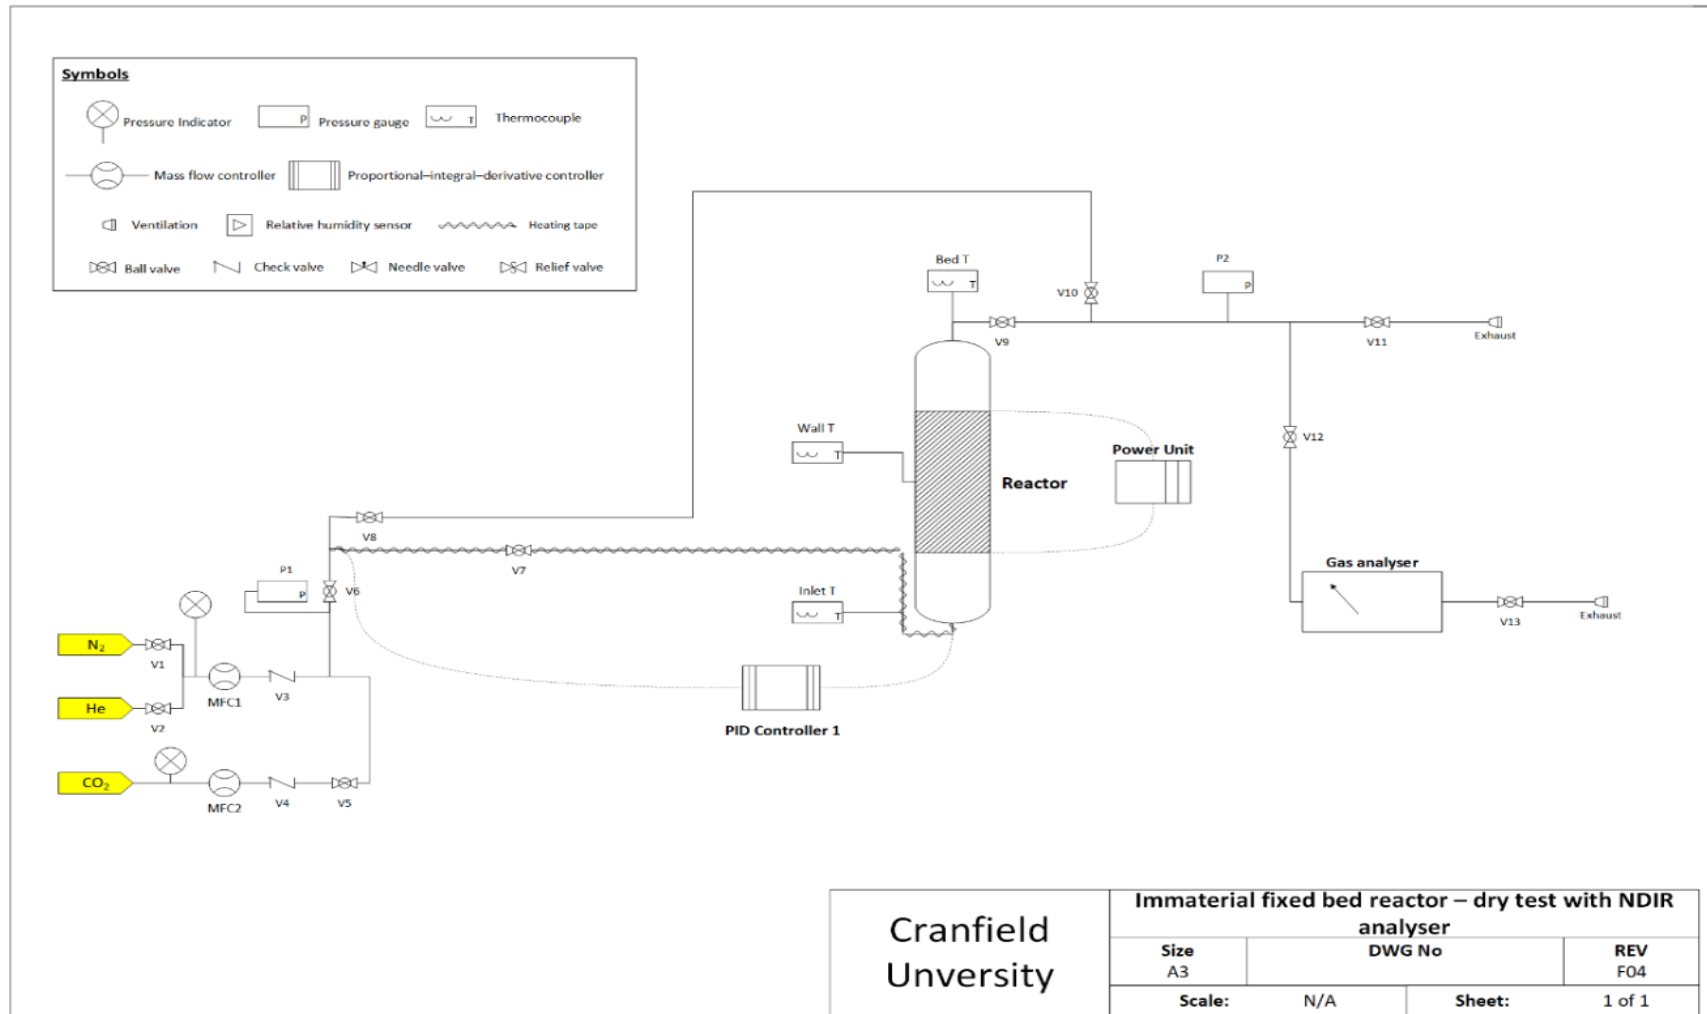 Symbols
Pressure Indicator
P
Pressure gauge
T
Thermocouple
Mass flow controller
Proportional–integral–derivative controller
Ventilation
Relative humidity sensor
Heating tape
Ball valve
Check valve
Needle valve
Relief valve
Bed T
T
P2
P
V10
V9
V11
Exhaust
Wall T
T
V12
Power Unit
Reactor
V8
V7
P1
P
V6
Inlet T
T
Gas analyser
V13
Exhaust
N₂
V1
MFC1
V3
He
V2
PID Controller 1
CO₂
MFC2
V4
V5
Cranfield
Unversity
Immaterial fixed bed reactor – dry test with NDIR
analyser
Size
A3
DWG No
REV
F04
Scale:
N/A
Sheet:
1 of 1